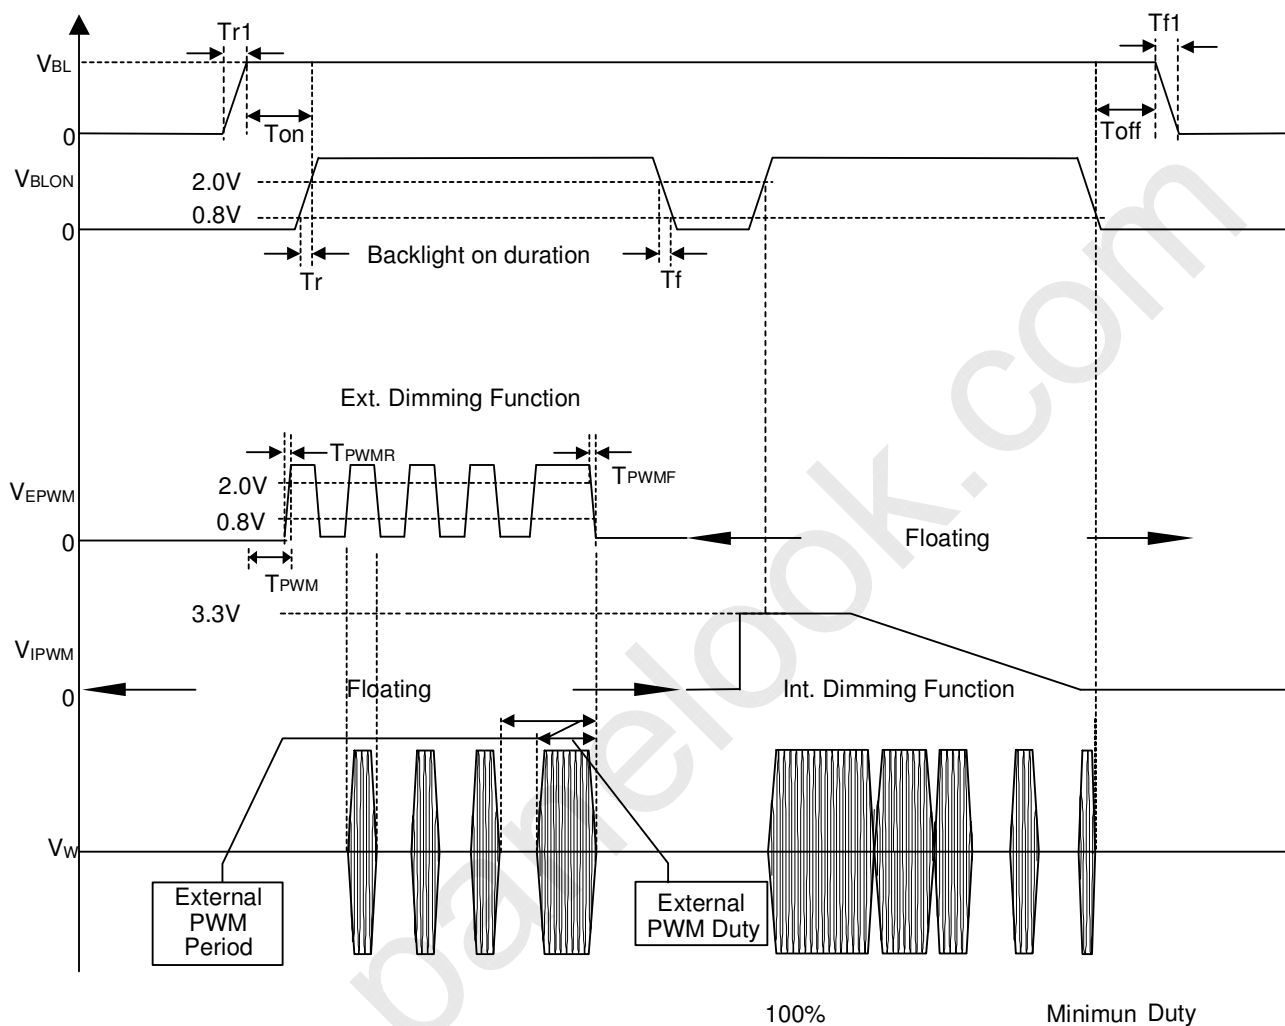 Tr1
Tf1
VBL
Ton
Toff
0
VBLON
2.0V
0.8V
0
Backlight on duration
Tr
Tf
Ext. Dimming Function
TPWMR
TPWMF
VEPWM
2.0V
0.8V
0
Floating
TPWM
3.3V
VIPWM
0
Floating
Int. Dimming Function
VW
External
PWM
Period
External
PWM Duty
100%
Minimun Duty
panelook.com